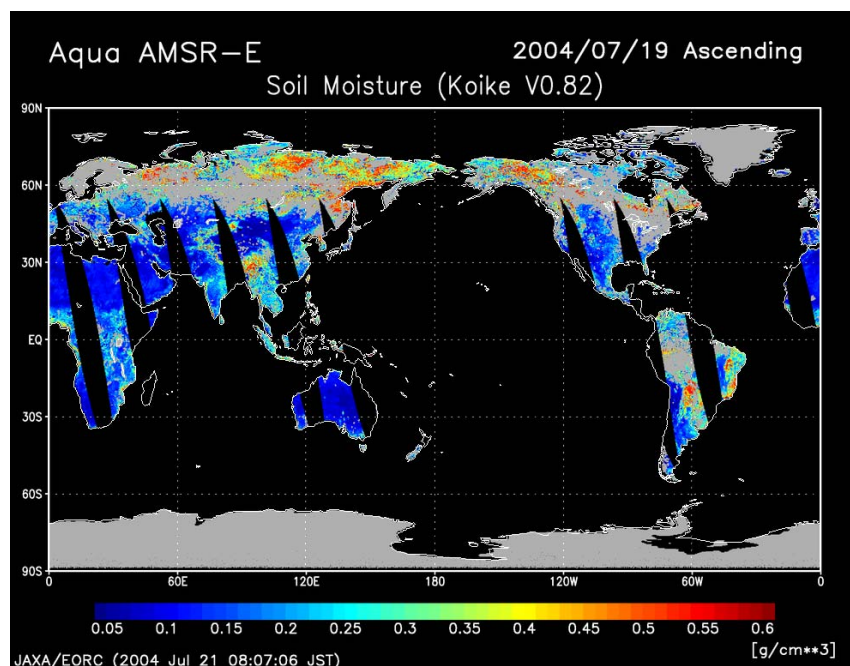 Aqua AMSR-E 2004/07/19 Ascending
Soil Moisture (Koike V0.82)
90N
60N
30N
EQ
30S
60S
90S
0 60E 120E 180 120W 60W 0
0.05 0.1 0.15 0.2 0.25 0.3 0.35 0.4 0.45 0.5 0.55 0.6
[g/cm**3]
JAXA/EORC (2004 Jul 21 08:07:06 JST)